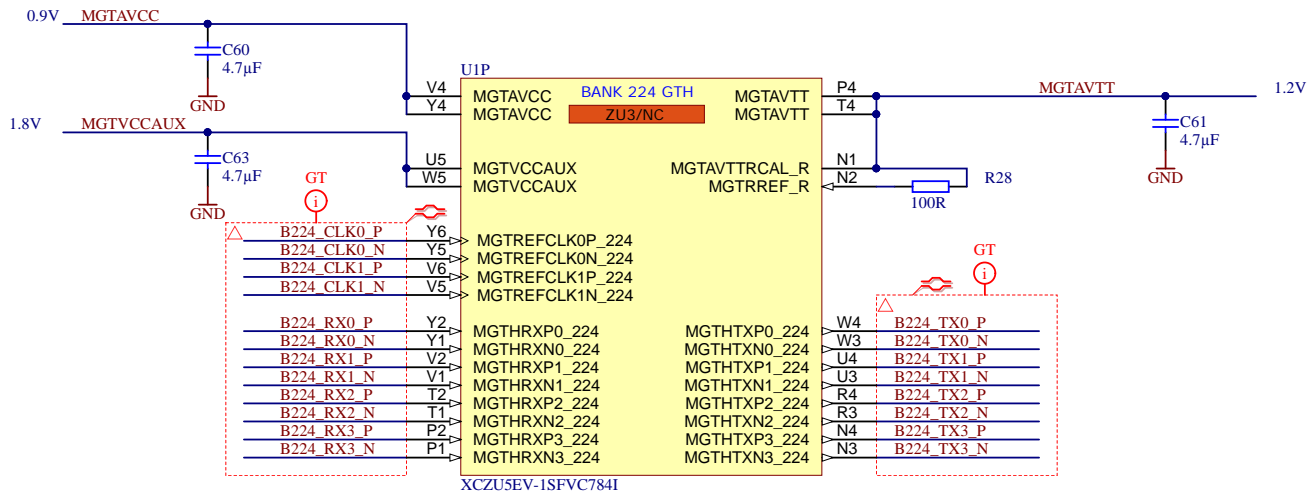 0.9V MGTAVCC
C60
4.7µF
GND
1.8V MGTVCCAUX
C63
4.7µF
GND
U1P
BANK 224 GTH
ZU3/NC
V4 MGTAVCC
Y4 MGTAVCC
U5 MGTVCCAUX
W5 MGTVCCAUX
MGTAVTT P4
MGTAVTT T4
MGTAVTTRCAL_R N1
MGTRREF_R N2
MGTAVTT 1.2V
C61
4.7µF
GND
R28
100R
GT
i
B224_CLK0_P Y6 MGTREFCLK0P_224
B224_CLK0_N Y5 MGTREFCLK0N_224
B224_CLK1_P V6 MGTREFCLK1P_224
B224_CLK1_N V5 MGTREFCLK1N_224
B224_RX0_P Y2 MGTHRXP0_224
B224_RX0_N Y1 MGTHRXN0_224
B224_RX1_P V2 MGTHRXP1_224
B224_RX1_N V1 MGTHRXN1_224
B224_RX2_P T2 MGTHRXP2_224
B224_RX2_N T1 MGTHRXN2_224
B224_RX3_P P2 MGTHRXP3_224
B224_RX3_N P1 MGTHRXN3_224
GT
i
MGTHTXP0_224 W4 B224_TX0_P
MGTHTXN0_224 W3 B224_TX0_N
MGTHTXP1_224 U4 B224_TX1_P
MGTHTXN1_224 U3 B224_TX1_N
MGTHTXP2_224 R4 B224_TX2_P
MGTHTXN2_224 R3 B224_TX2_N
MGTHTXP3_224 N4 B224_TX3_P
MGTHTXN3_224 N3 B224_TX3_N
XCZU5EV-1SFVC784I